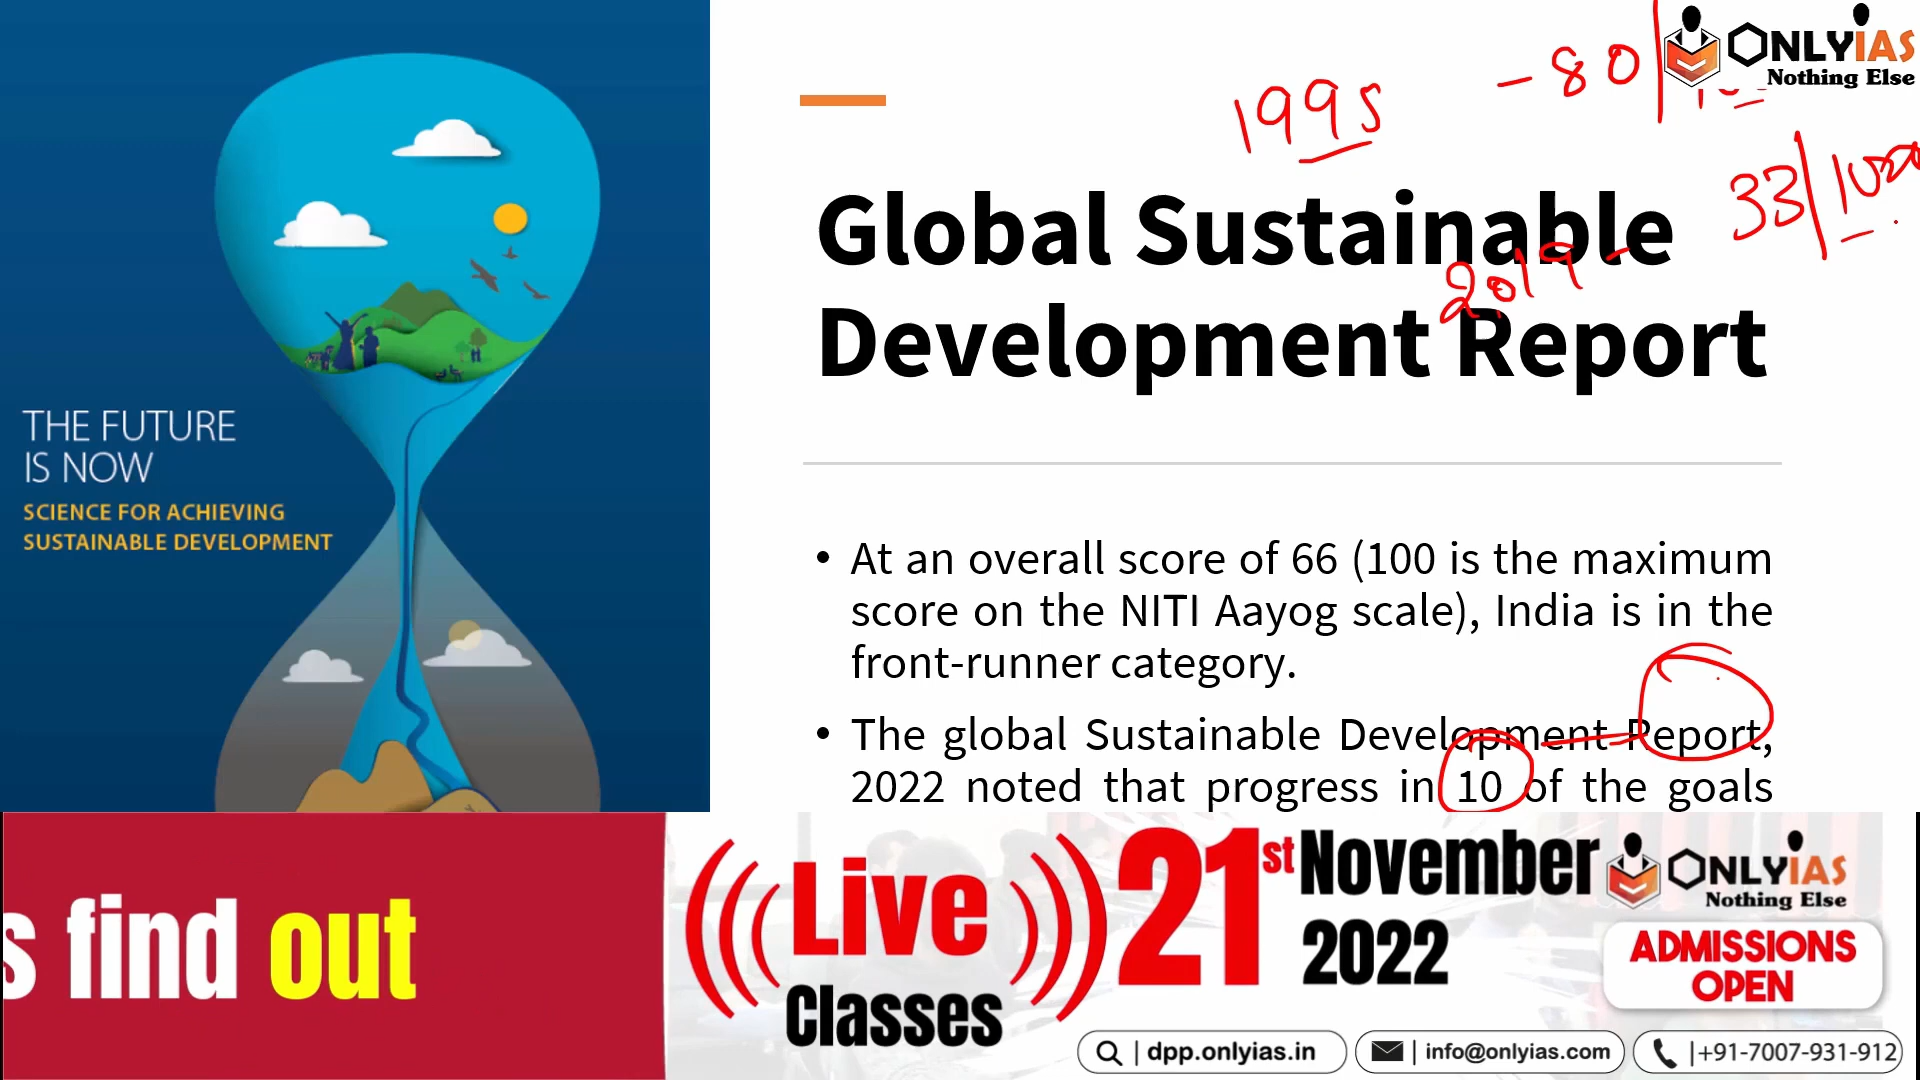 1995
- 80/
ONLYIAS
Nothing Else
33/1000
Global Sustainable
2019 -
Development Report
THE FUTURE
IS NOW
SCIENCE FOR ACHIEVING
SUSTAINABLE DEVELOPMENT
• At an overall score of 66 (100 is the maximum
score on the NITI Aayog scale), India is in the
front-runner category.
• The global Sustainable Development Report,
2022 noted that progress in 10 of the goals
s find out
Live
Classes
21st November
2022
ONLYIAS
Nothing Else
ADMISSIONS
OPEN
| dpp.onlyias.in
| info@onlyias.com
|+91-7007-931-912